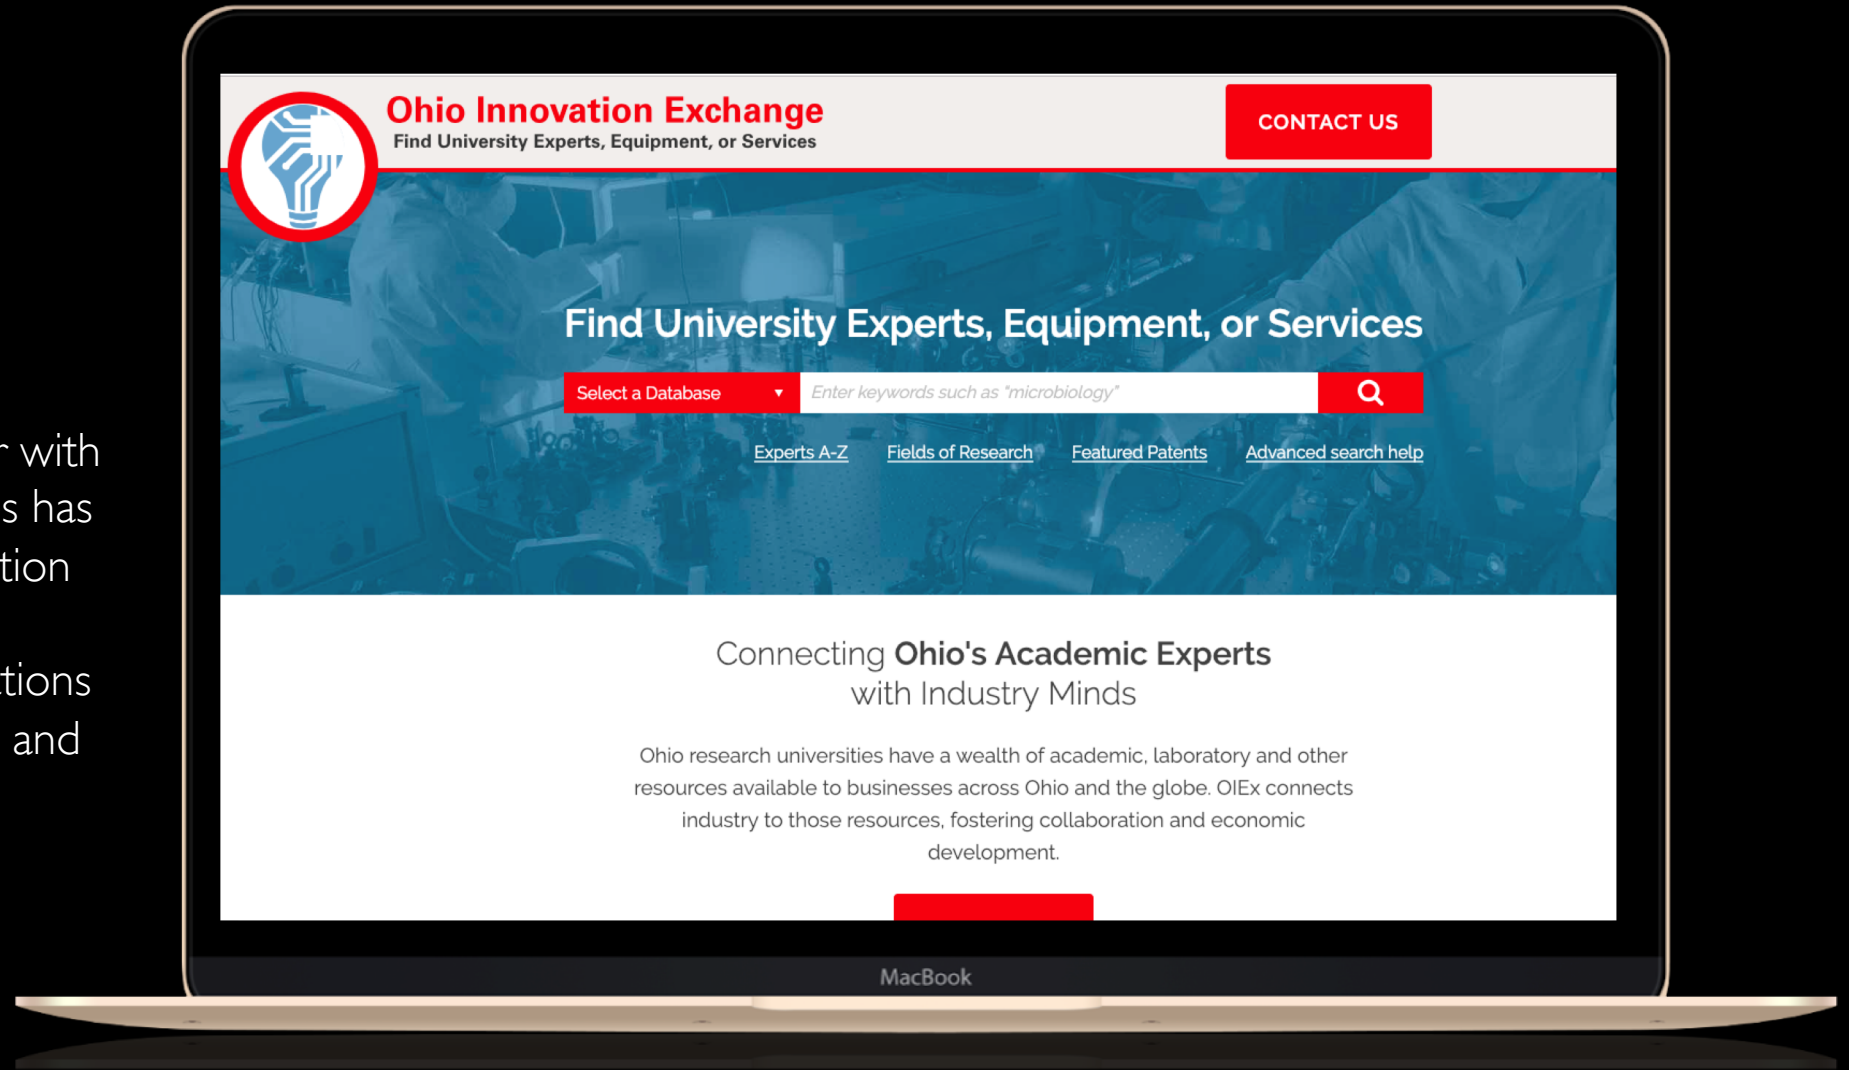 with
s has
tion
tions
and
Ohio Innovation Exchange
Find University Experts, Equipment, or Services
CONTACT US
Find University Experts, Equipment, or Services
Select a Database
Enter keywords such as "microbiology"
Experts A-Z
Fields of Research
Featured Patents
Advanced search help
Connecting Ohio's Academic Experts
with Industry Minds
Ohio research universities have a wealth of academic, laboratory and other
resources available to businesses across Ohio and the globe. OIEx connects
industry to those resources, fostering collaboration and economic
development.
MacBook